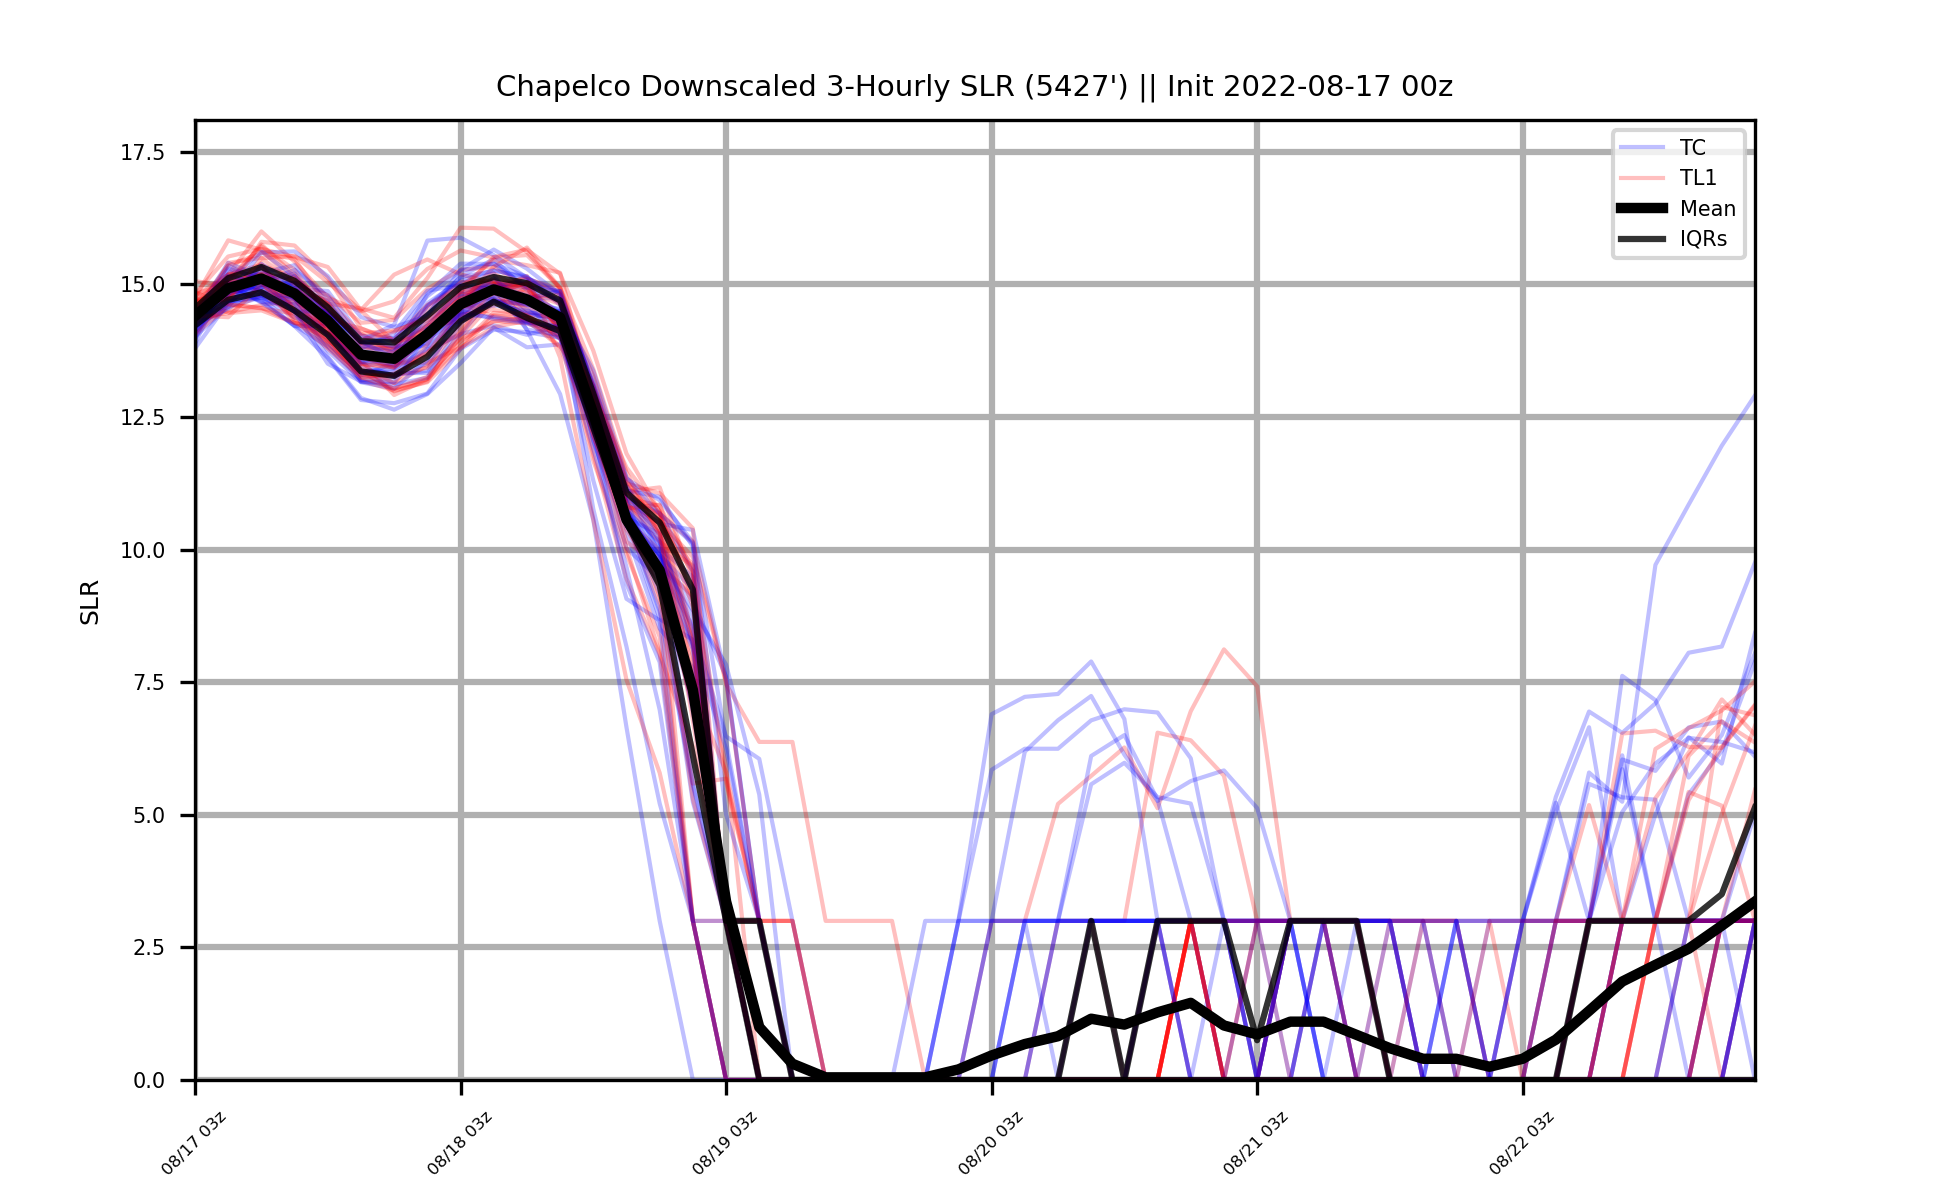 Chapelco Downscaled 3-Hourly SLR (5427') || Init 2022-08-17 00z
TC
TL1
Mean
IQRs
SLR
17.5
15.0
12.5
10.0
7.5
5.0
2.5
0.0
08/17 03z
08/18 03z
08/19 03z
08/20 03z
08/21 03z
08/22 03z